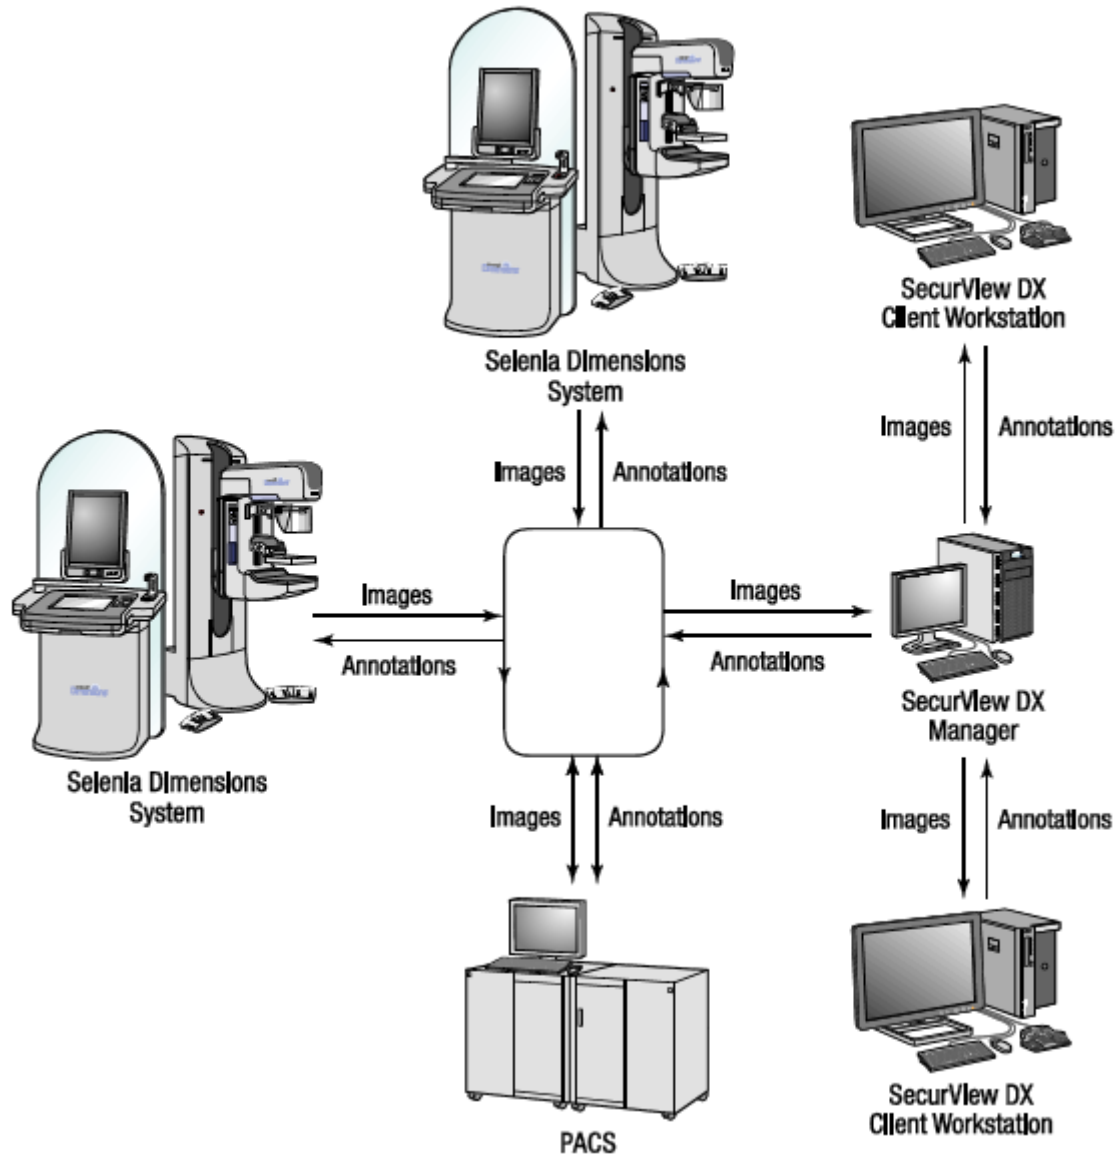 SecurView DX
Client Workstation
Selenia Dimensions
System
Images
Annotations
Images
Annotations
Images
Annotations
Images
Annotations
SecurView DX
Manager
Selenia Dimensions
System
Images
Annotations
Images
Annotations
SecurView DX
Client Workstation
PACS